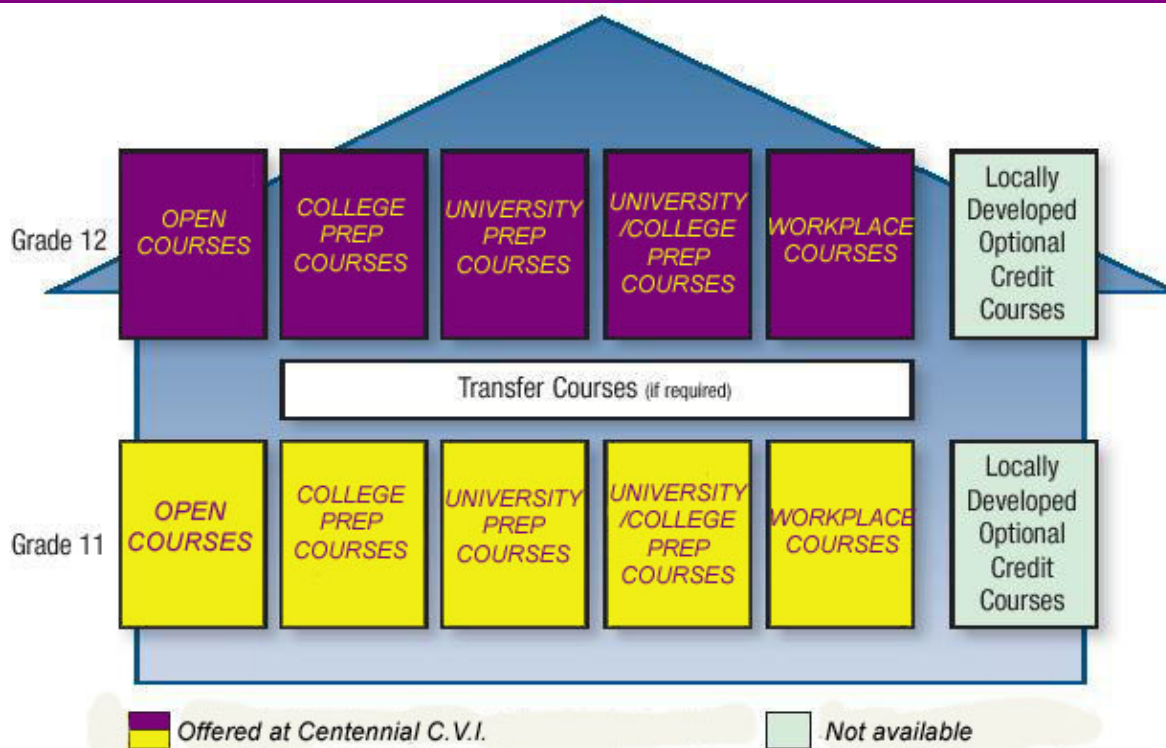 Grade 12
OPEN
COURSES
COLLEGE
PREP
COURSES
UNIVERSITY
PREP
COURSES
UNIVERSITY
/COLLEGE
PREP
COURSES
WORKPLACE
COURSES
Locally
Developed
Optional
Credit
Courses
Transfer Courses (if required)
Grade 11
OPEN
COURSES
COLLEGE
PREP
COURSES
UNIVERSITY
PREP
COURSES
UNIVERSITY
/COLLEGE
PREP
COURSES
WORKPLACE
COURSES
Locally
Developed
Optional
Credit
Courses
Offered at Centennial C.V.I.
Not available